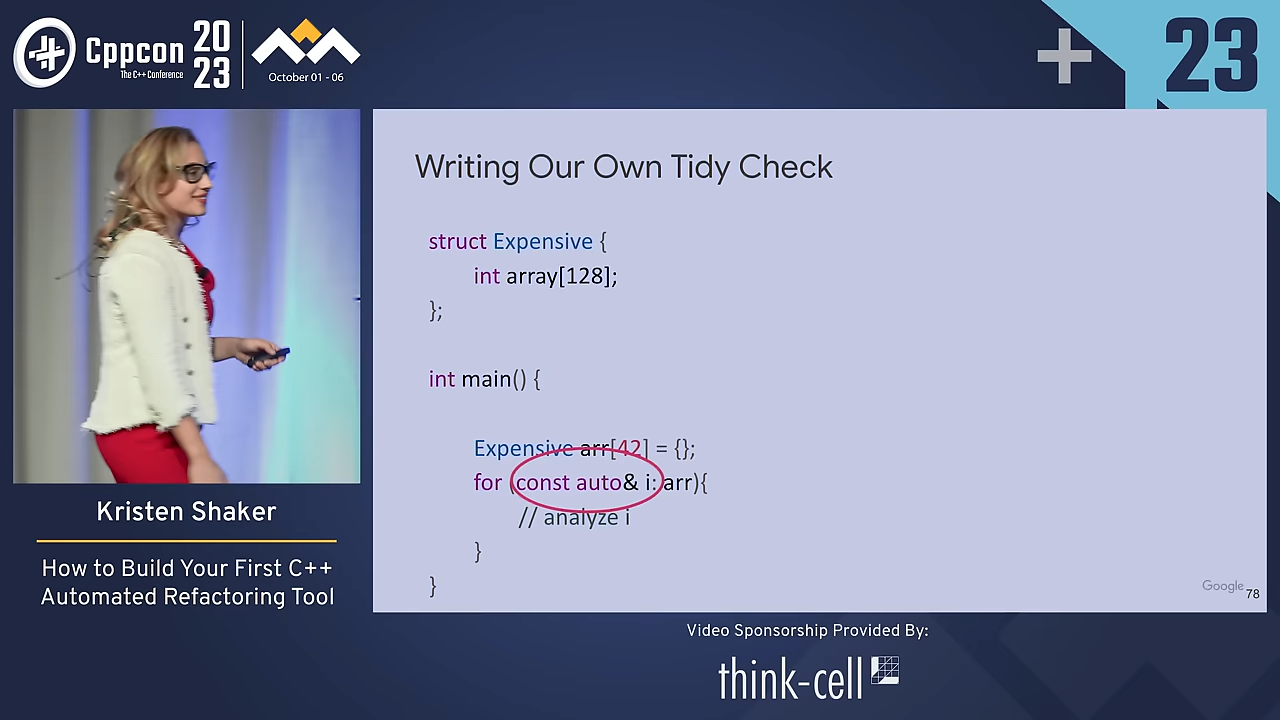 Cppcon
The C++ Conference
20
23
October 01 - 06
23
Writing Our Own Tidy Check
struct Expensive {
int array[128];
};
int main() {
Expensive arr[42] = {};
for (const auto& i: arr){
// analyze i
}
}
Google
78
Kristen Shaker
How to Build Your First C++
Automated Refactoring Tool
Video Sponsorship Provided By:
think-cell